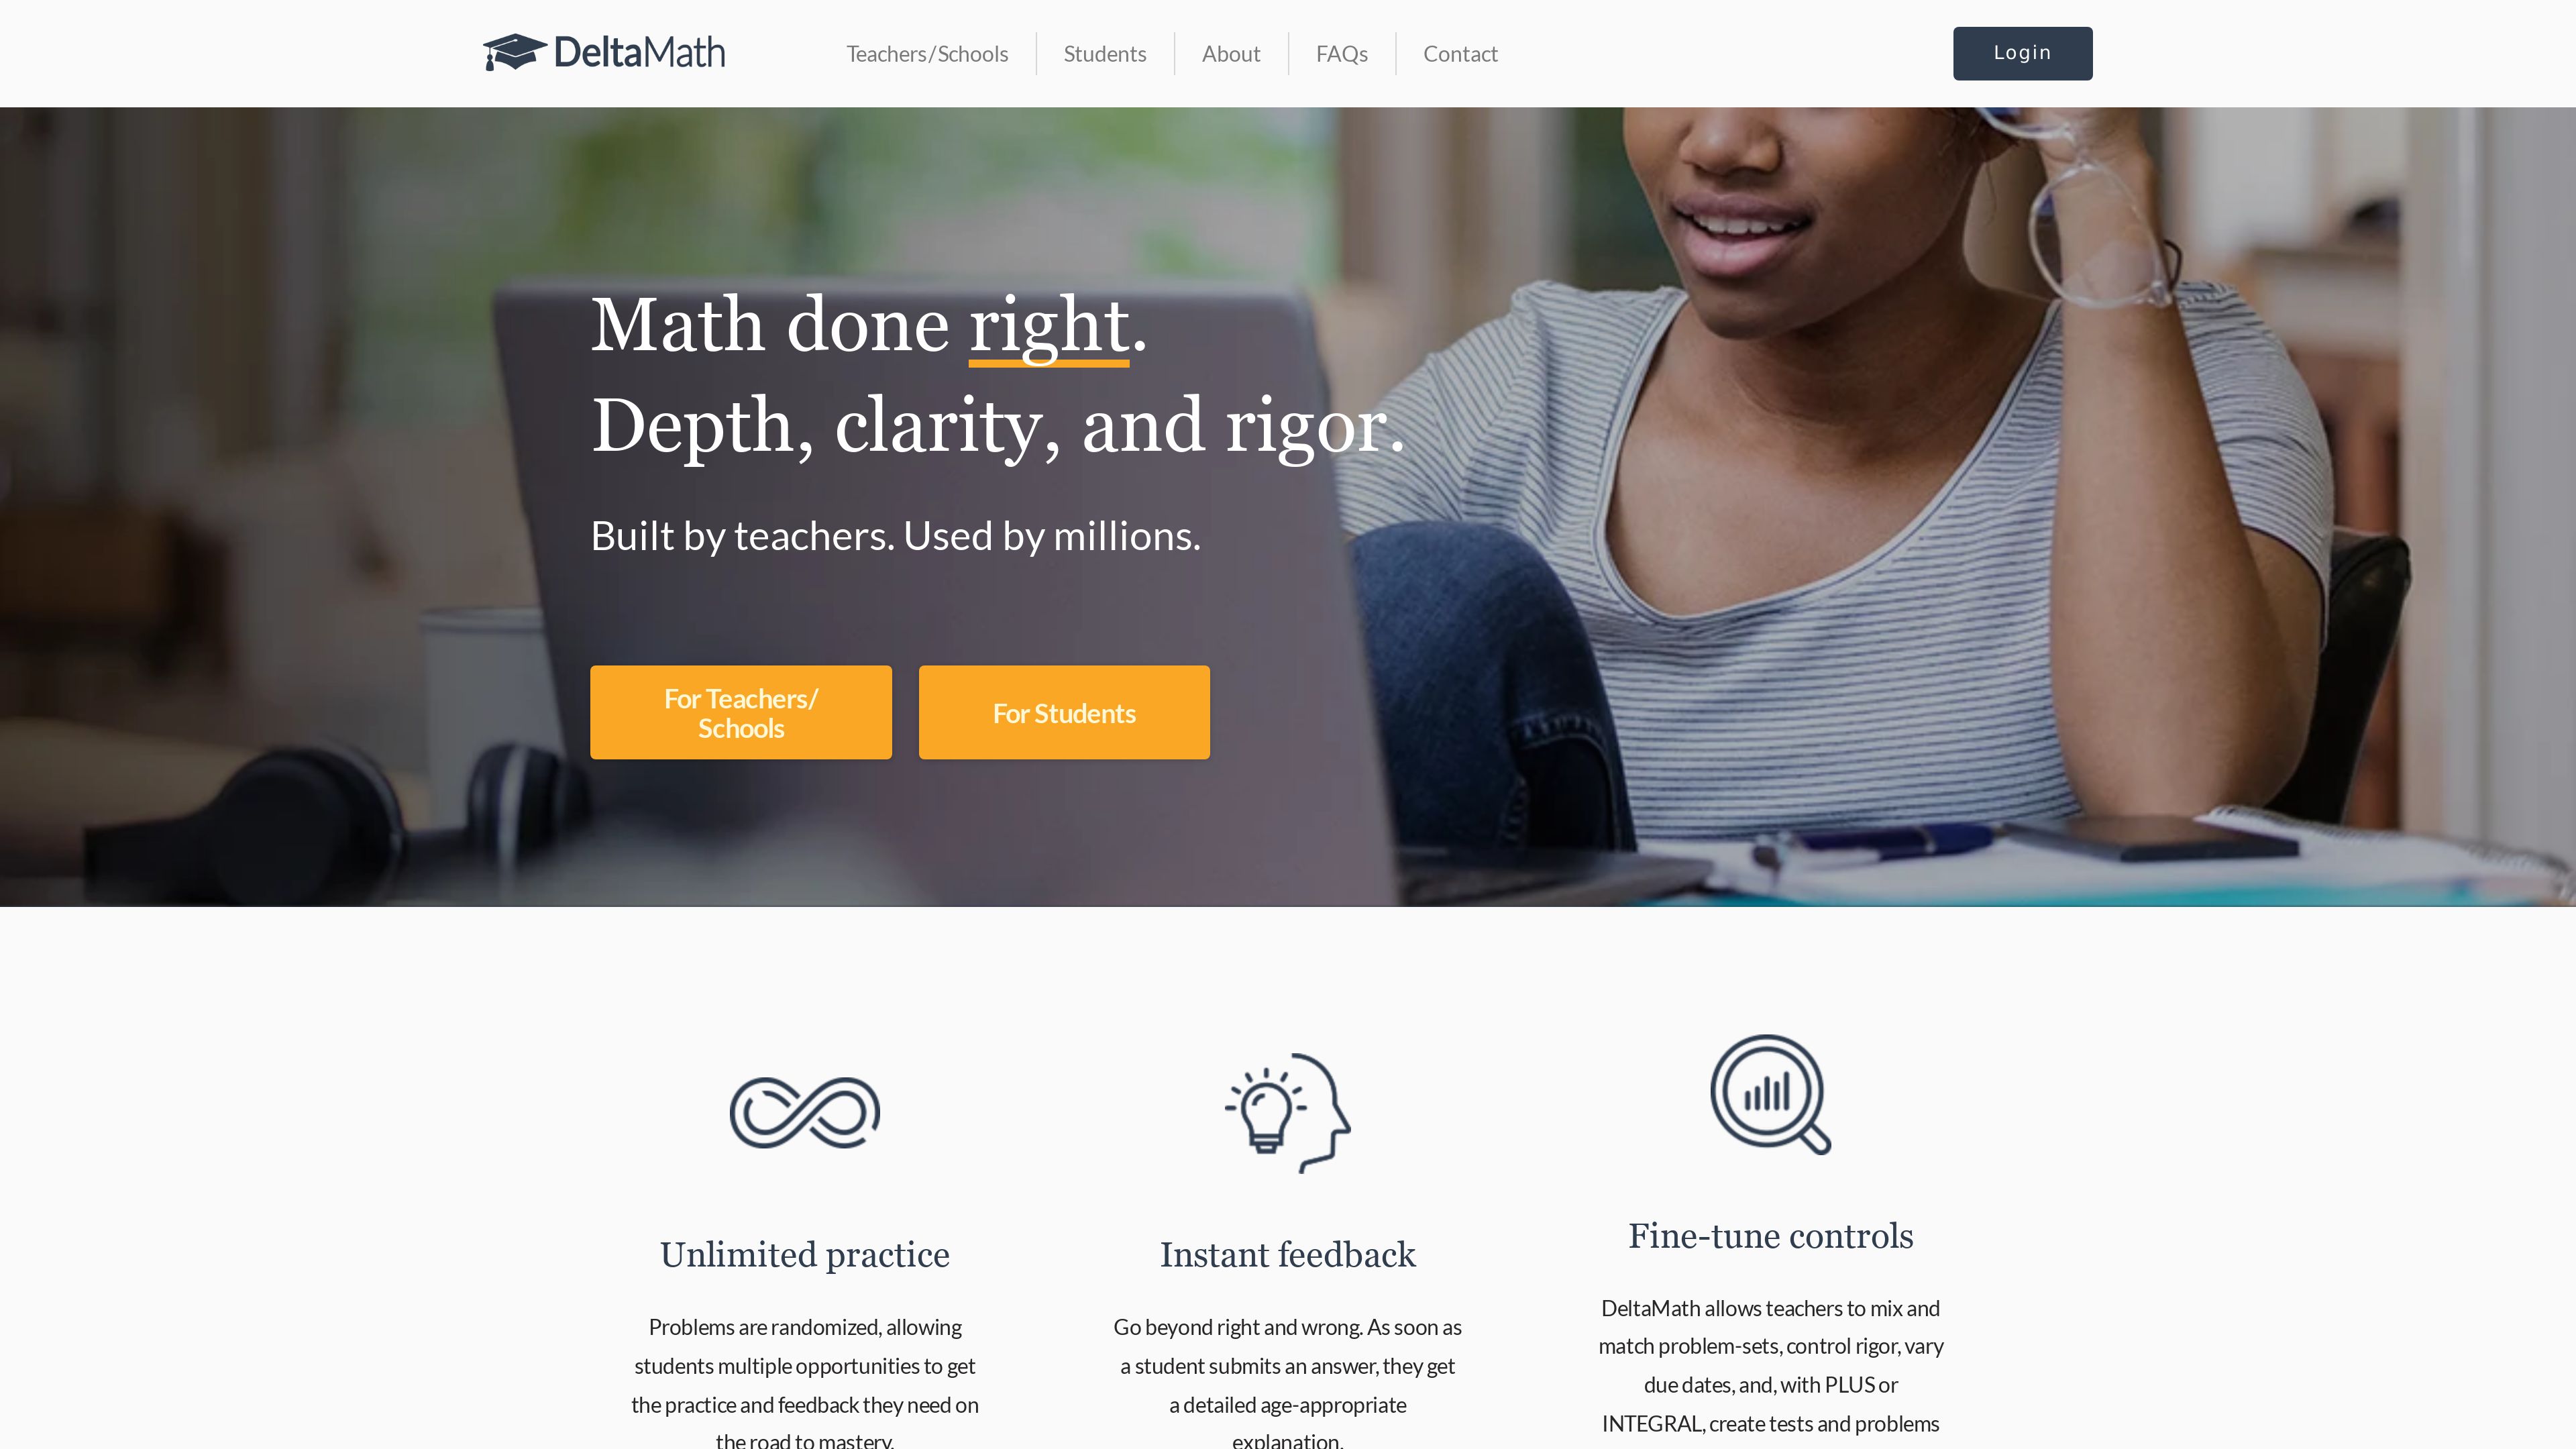 DeltaMath
Teachers/Schools
Students
About
FAQs
Contact
Login
Math done right.
Depth, clarity, and rigor.
Built by teachers. Used by millions.
For Teachers/
Schools
For Students
Unlimited practice
Problems are randomized, allowing
students multiple opportunities to get
the practice and feedback they need on
the road to mastery.
Instant feedback
Go beyond right and wrong. As soon as
a student submits an answer, they get
a detailed age-appropriate
explanation.
Fine-tune controls
DeltaMath allows teachers to mix and
match problem-sets, control rigor, vary
due dates, and, with PLUS or
INTEGRAL, create tests and problems